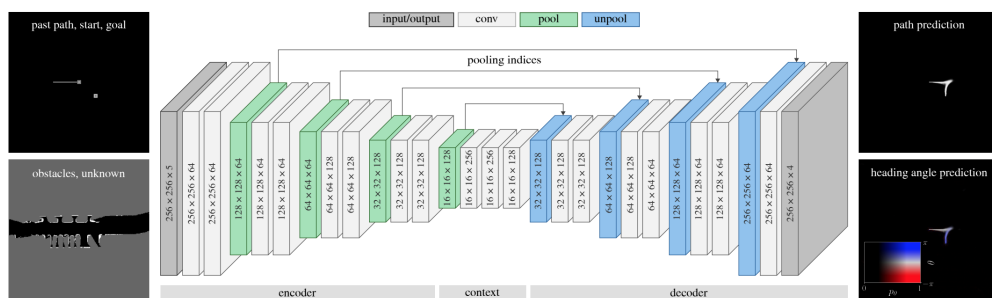 input/output
conv
pool
unpool
past path, start, goal
path prediction
pooling indices
obstacles, unknown
heading angle prediction
256 × 256 × 5
256 × 256 × 64
256 × 256 × 64
128 × 128 × 64
128 × 128 × 64
128 × 128 × 64
64 × 64 × 64
64 × 64 × 128
64 × 64 × 128
32 × 32 × 128
32 × 32 × 128
32 × 32 × 128
16 × 16 × 128
16 × 16 × 256
16 × 16 × 256
16 × 16 × 128
32 × 32 × 128
32 × 32 × 128
32 × 32 × 128
64 × 64 × 128
64 × 64 × 128
64 × 64 × 64
128 × 128 × 64
128 × 128 × 64
128 × 128 × 64
256 × 256 × 64
256 × 256 × 64
256 × 256 × 4
π
θ
−π
0
1
encoder
context
decoder